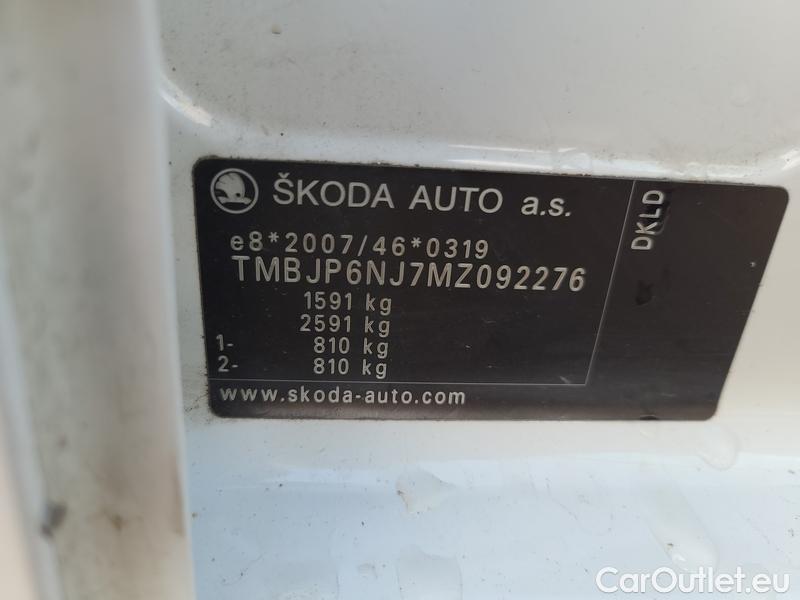 ŠKODA AUTO a.s.
DKLD
e8*2007/46*0319
TMBJP6NJ7MZ092276
1591 kg
2591 kg
1- 810 kg
2- 810 kg
www.skoda-auto.com
CarOutlet.eu